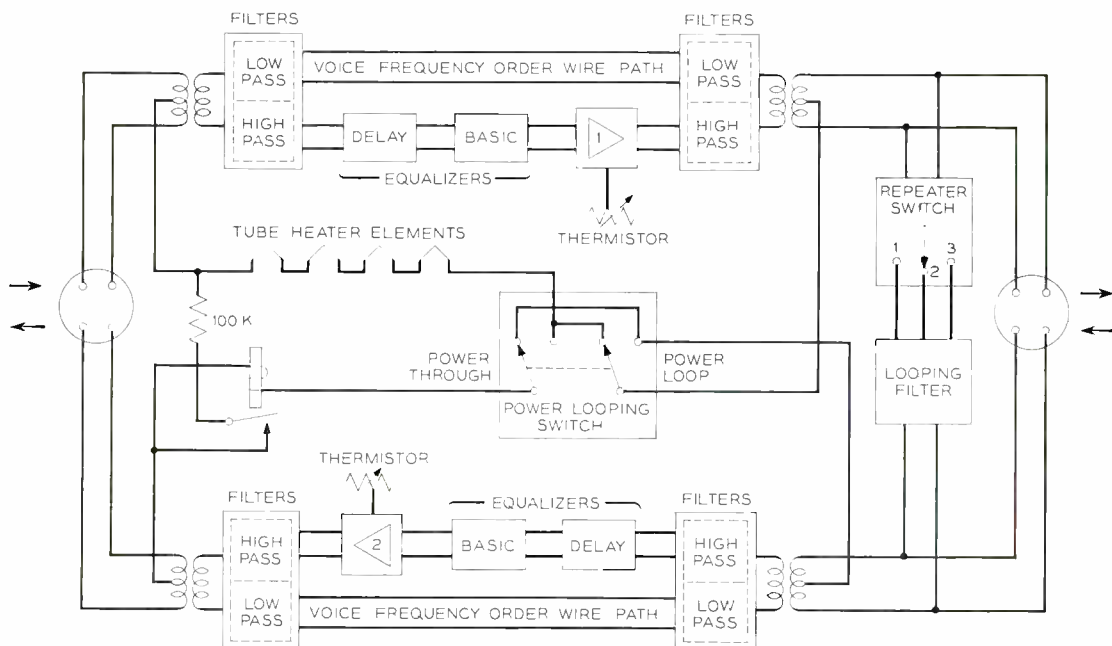 FILTERS
FILTERS
LOW PASS
VOICE FREQUENCY ORDER WIRE PATH
LOW PASS
HIGH PASS
DELAY
BASIC
1
HIGH PASS
EQUALIZERS
THERMISTOR
REPEATER
SWITCH
1
2
3
TUBE HEATER ELEMENTS
100 K
POWER
THROUGH
POWER
LOOP
POWER LOOPING
SWITCH
LOOPING
FILTER
THERMISTOR
FILTERS
EQUALIZERS
FILTERS
HIGH PASS
2
BASIC
DELAY
HIGH PASS
LOW PASS
VOICE FREQUENCY ORDER WIRE PATH
LOW PASS